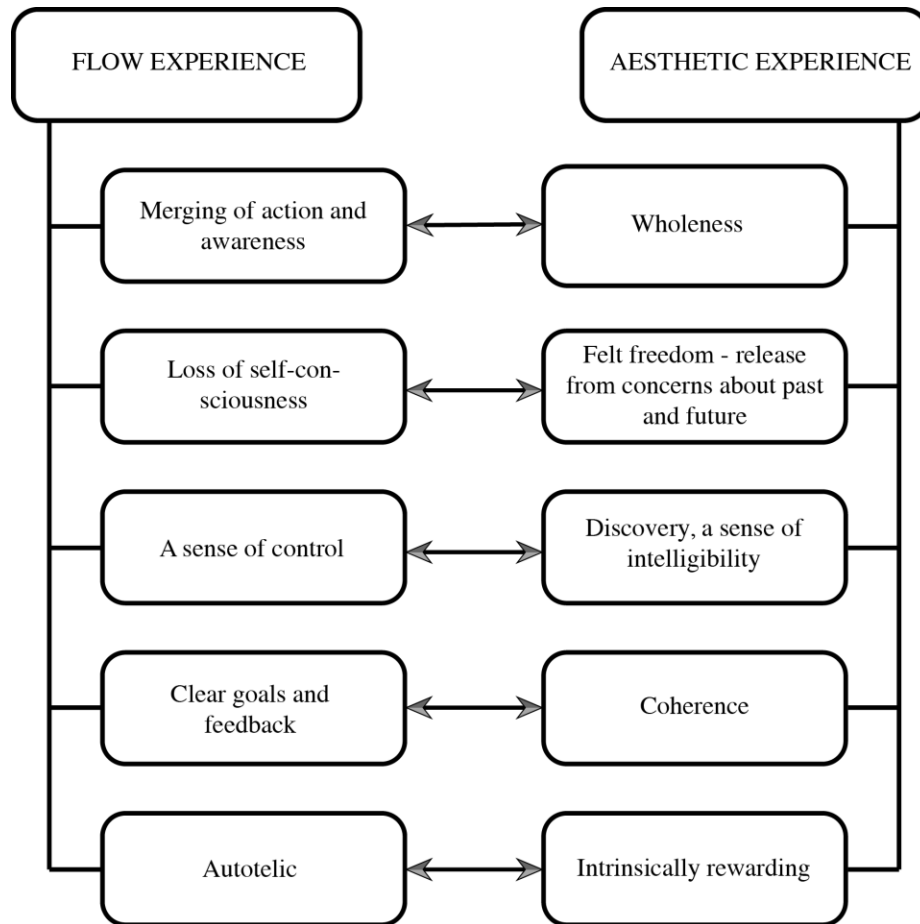 FLOW EXPERIENCE
AESTHETIC EXPERIENCE
Merging of action and
awareness
Wholeness
Loss of self-con-
sciousness
Felt freedom - release
from concerns about past
and future
A sense of control
Discovery, a sense of
intelligibility
Clear goals and
feedback
Coherence
Autotelic
Intrinsically rewarding